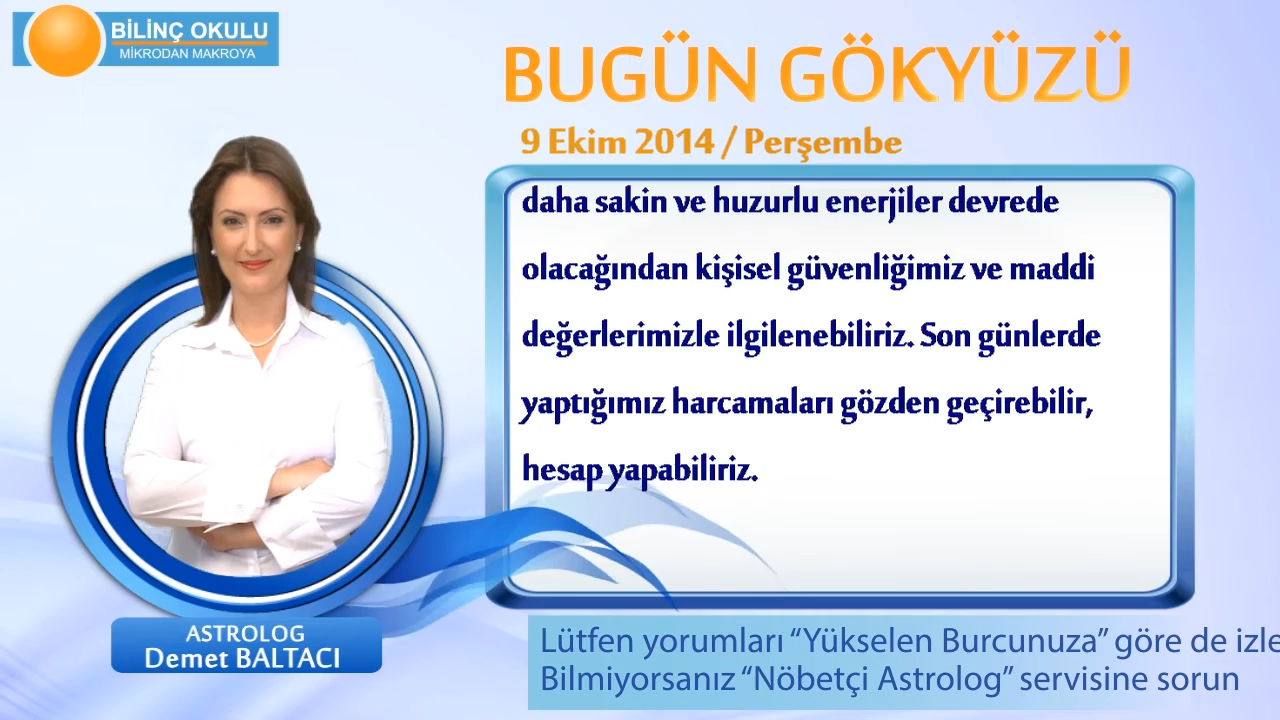 BİLİNÇ OKULU
MİKRODAN MAKROYA
BUGÜN GÖKYÜZÜ
9 Ekim 2014 / Perşembe
daha sakin ve huzurlu enerjiler devrede
olacağından kişisel güvenliğimiz ve maddi
değerlerimizle ilgilenebiliriz. Son günlerde
yaptığımız harcamaları gözden geçirebilir,
hesap yapabiliriz.
ASTROLOG
Demet BALTACI
Lütfen yorumları “Yükselen Burcunuza” göre de izle
Bilmiyorsanız “Nöbetçi Astrolog” servisine sorun